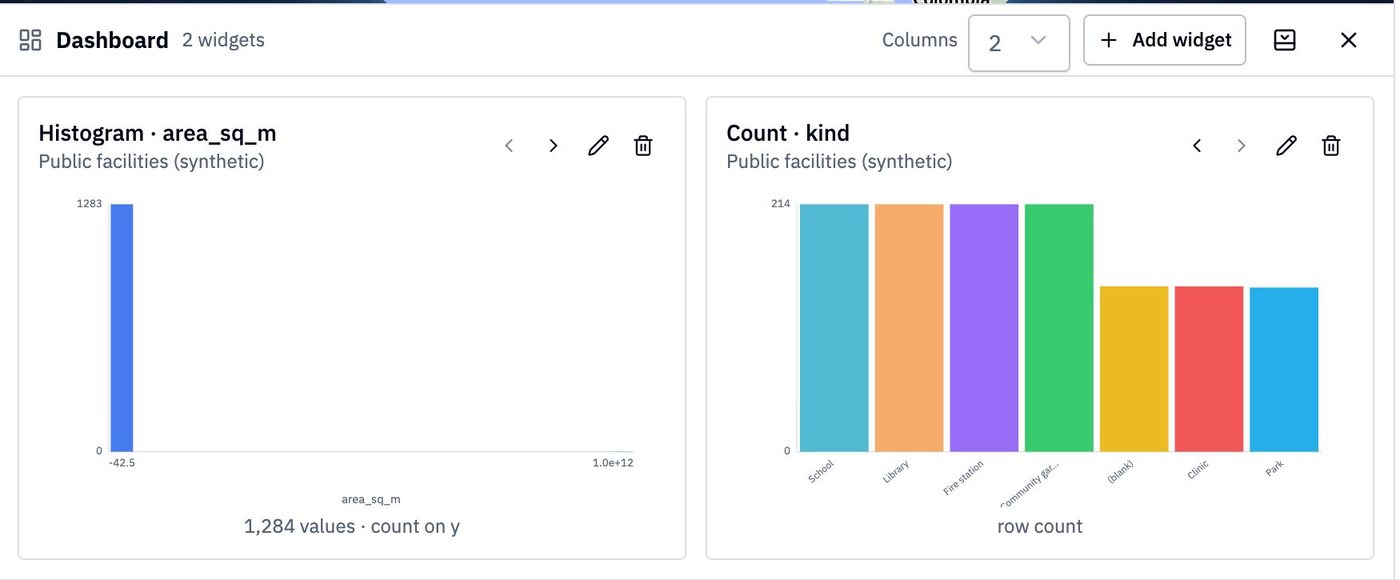 Colombia
Dashboard 2 widgets Columns 2 Add widget
Histogram · area_sq_m
Public facilities (synthetic)
1283
0
-42.5 1.0e+12
area_sq_m
1,284 values · count on y
Count · kind
Public facilities (synthetic)
214
0
School Library Fire station Community gar... (blank) Clinic Park
row count